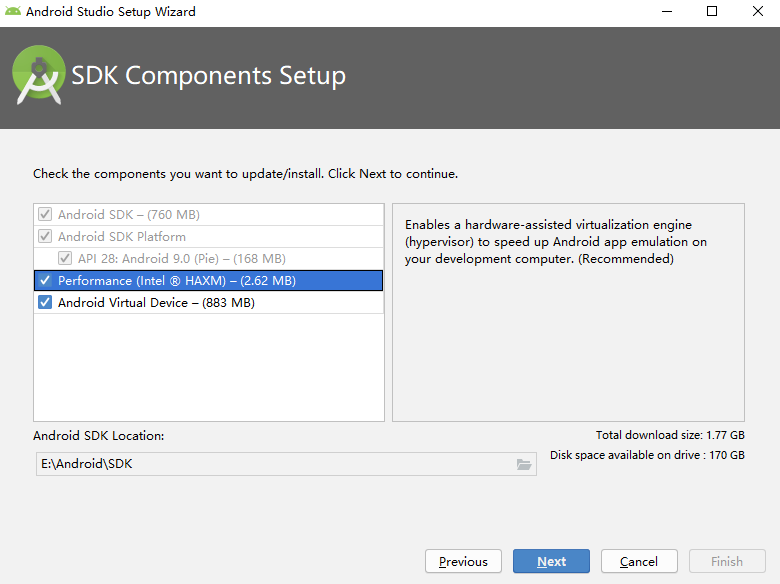 Android Studio Setup Wizard
SDK Components Setup
Check the components you want to update/install. Click Next to continue.
Android SDK – (760 MB)
Android SDK Platform
API 28: Android 9.0 (Pie) – (168 MB)
Performance (Intel ® HAXM) – (2.62 MB)
Android Virtual Device – (883 MB)
Enables a hardware-assisted virtualization engine
(hypervisor) to speed up Android app emulation on
your development computer. (Recommended)
Android SDK Location:
E:\Android\SDK
Total download size: 1.77 GB
Disk space available on drive : 170 GB
Previous
Next
Cancel
Finish